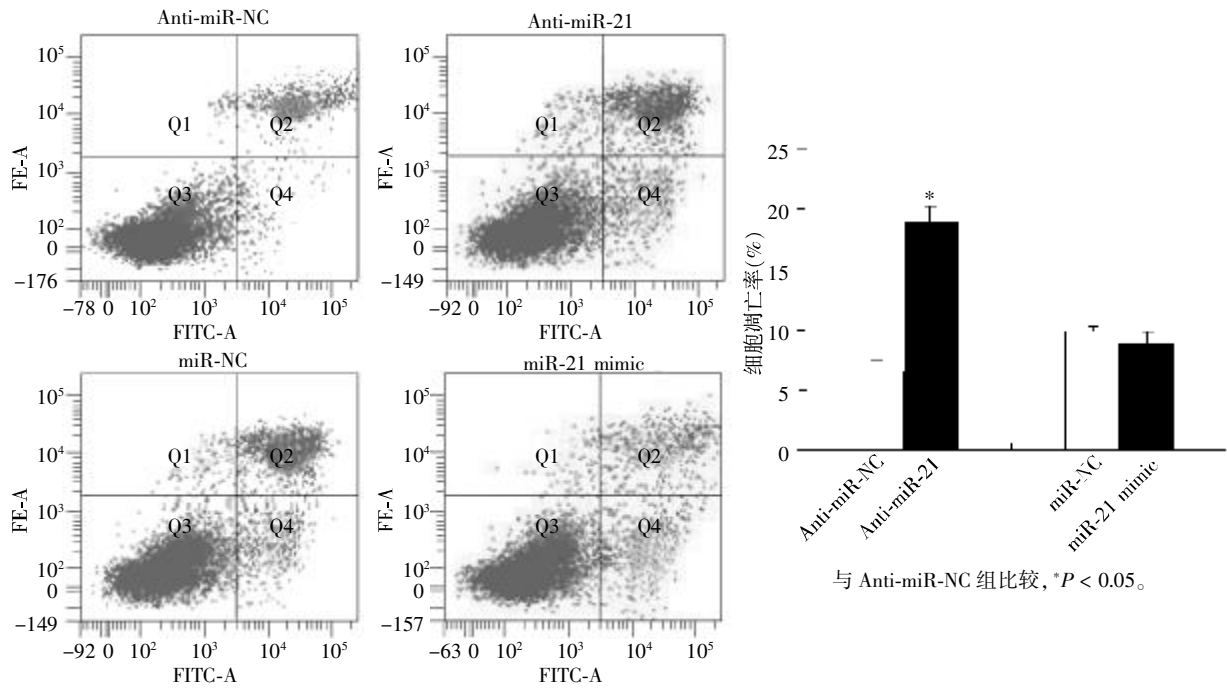 Anti-miR-NC
10⁵
10⁴
10³
10²
0
−176
FE-A
Q1
Q2
Q3
Q4
−78 0 10² 10³ 10⁴ 10⁵
FITC-A
Anti-miR-21
10⁵
10⁴
10³
10²
0
−149
FE-A
Q1
Q2
Q3
Q4
−92 0 10² 10³ 10⁴ 10⁵
FITC-A
miR-NC
10⁵
10⁴
10³
10²
0
−149
FE-A
Q1
Q2
Q3
Q4
−92 0 10² 10³ 10⁴ 10⁵
FITC-A
miR-21 mimic
10⁵
10⁴
10³
10²
0
−157
FE-A
Q1
Q2
Q3
Q4
−63 0 10² 10³ 10⁴ 10⁵
FITC-A
细胞凋亡率(%)
25
20
15
10
5
0
*
Anti-miR-NC
Anti-miR-21
miR-NC
miR-21 mimic
与 Anti-miR-NC 组比较，*P < 0.05。